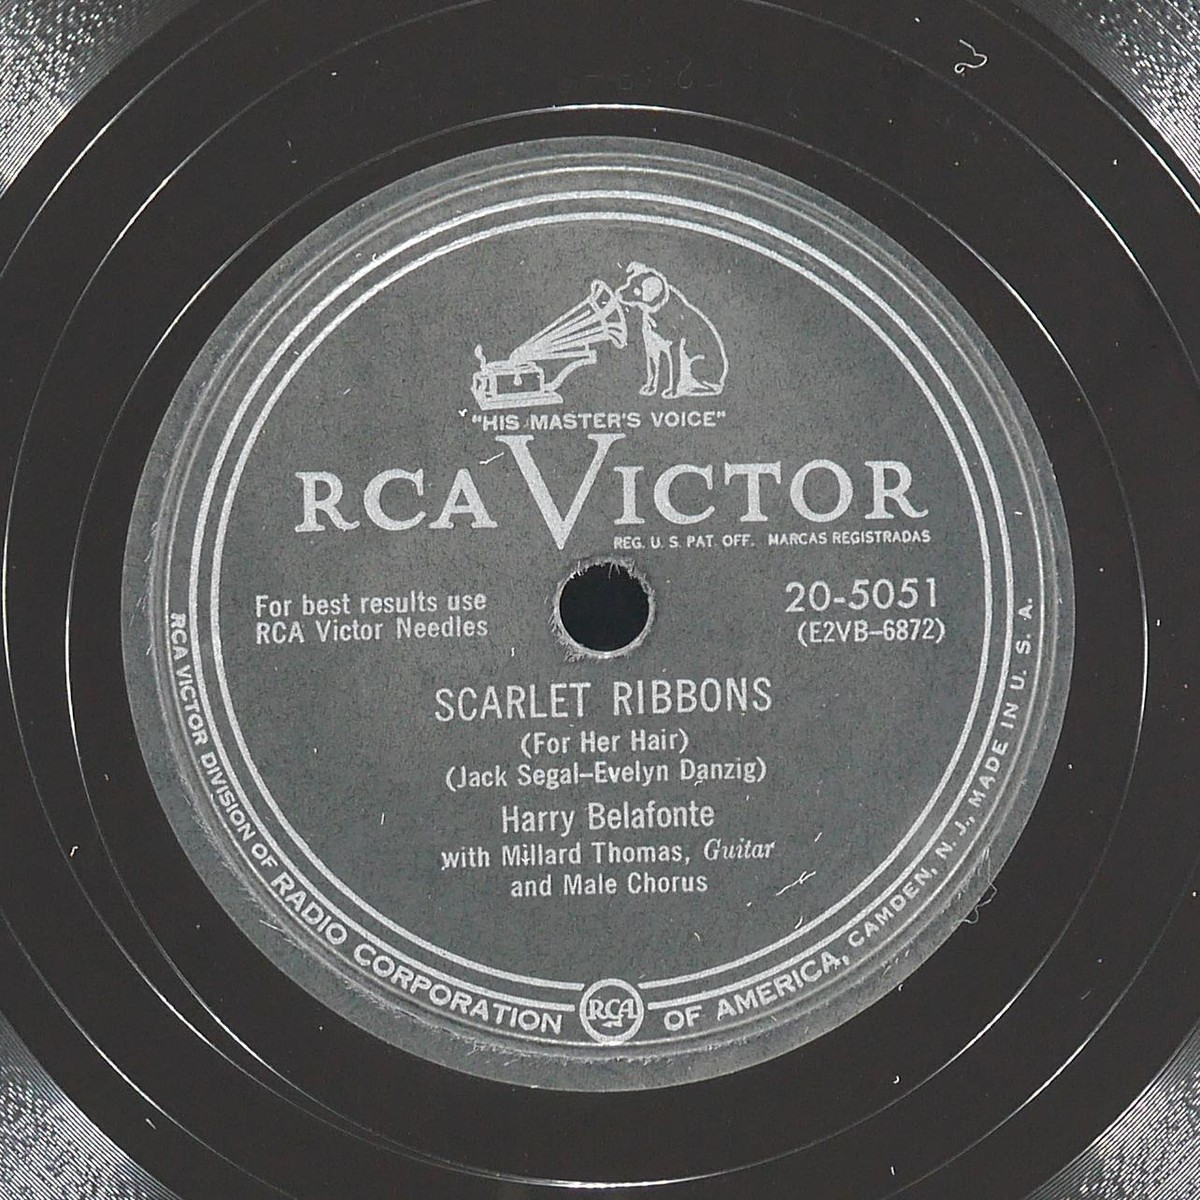 "HIS MASTER'S VOICE"
RCA VICTOR
REG. U. S. PAT. OFF. MARCAS REGISTRADAS
For best results use
RCA Victor Needles
20-5051
(E2VB–6872)
SCARLET RIBBONS
(For Her Hair)
(Jack Segal–Evelyn Danzig)
Harry Belafonte
with Millard Thomas, Guitar
and Male Chorus
RCA VICTOR DIVISION OF RADIO CORPORATION OF AMERICA, CAMDEN, N. J., MADE IN U. S. A.
RCA